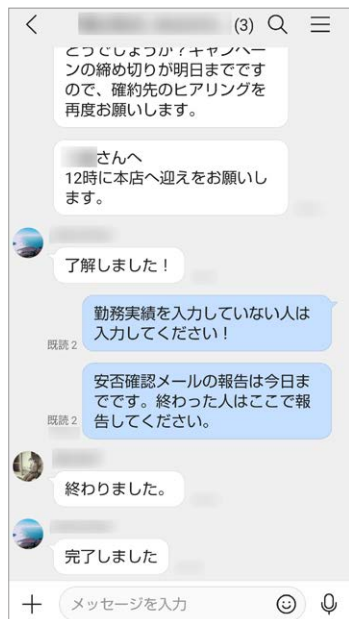 (3)
どうでしょうか？キャンペー
ンの締め切りが明日までです
ので、確約先のヒアリングを
再度お願いします。
さんへ
12時に本店へ迎えをお願いし
ます。
了解しました！
勤務実績を入力していない人は
入力してください！
既読 2
安否確認メールの報告は今日ま
でです。終わった人はここで報
告してください。
既読 2
終わりました。
完了しました
メッセージを入力